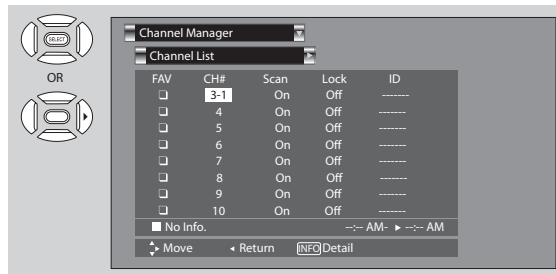 SELECT
OR
Channel Manager
Channel List
FAV CH# Scan Lock ID
❏ 3-1 On Off -------
❏ 4 On Off -------
❏ 5 On Off -------
❏ 6 On Off -------
❏ 7 On Off -------
❏ 8 On Off -------
❏ 9 On Off -------
❏ 10 On Off -------
No Info. --:-- AM- ▶ --:-- AM
Move ◂ Return INFO Detail